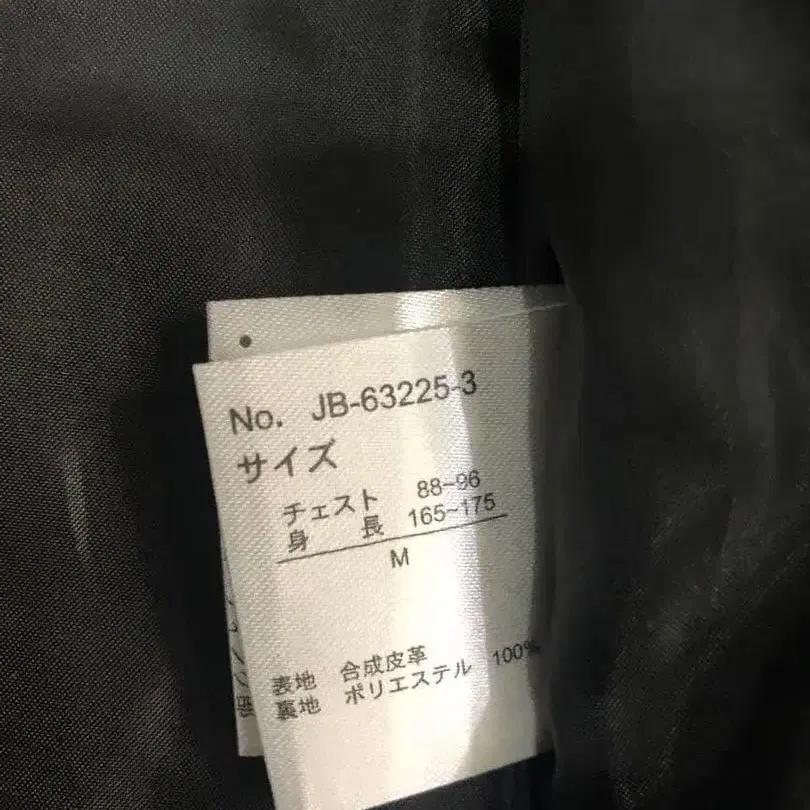 No. JB-63225-3
サイズ
チェスト 88~96
身 長 165~175
M
表地 合成皮革
裏地 ポリエステル 100%